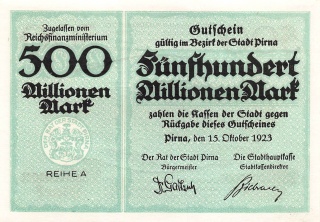 Zugelassen vom
Reichsfinanzministerium
500
Millionen
Mark
REIHE A
Gutschein
gültig im Bezirk der Stadt Pirna
Fünfhundert
Millionen Mark
zahlen die Kassen der Stadt gegen
Rückgabe dieses Gutscheines
Pirna, den 15. Oktober 1923
Der Rat der Stadt Pirna
Bürgermeister
Die Stadthauptkasse
Stadtkassendirektor